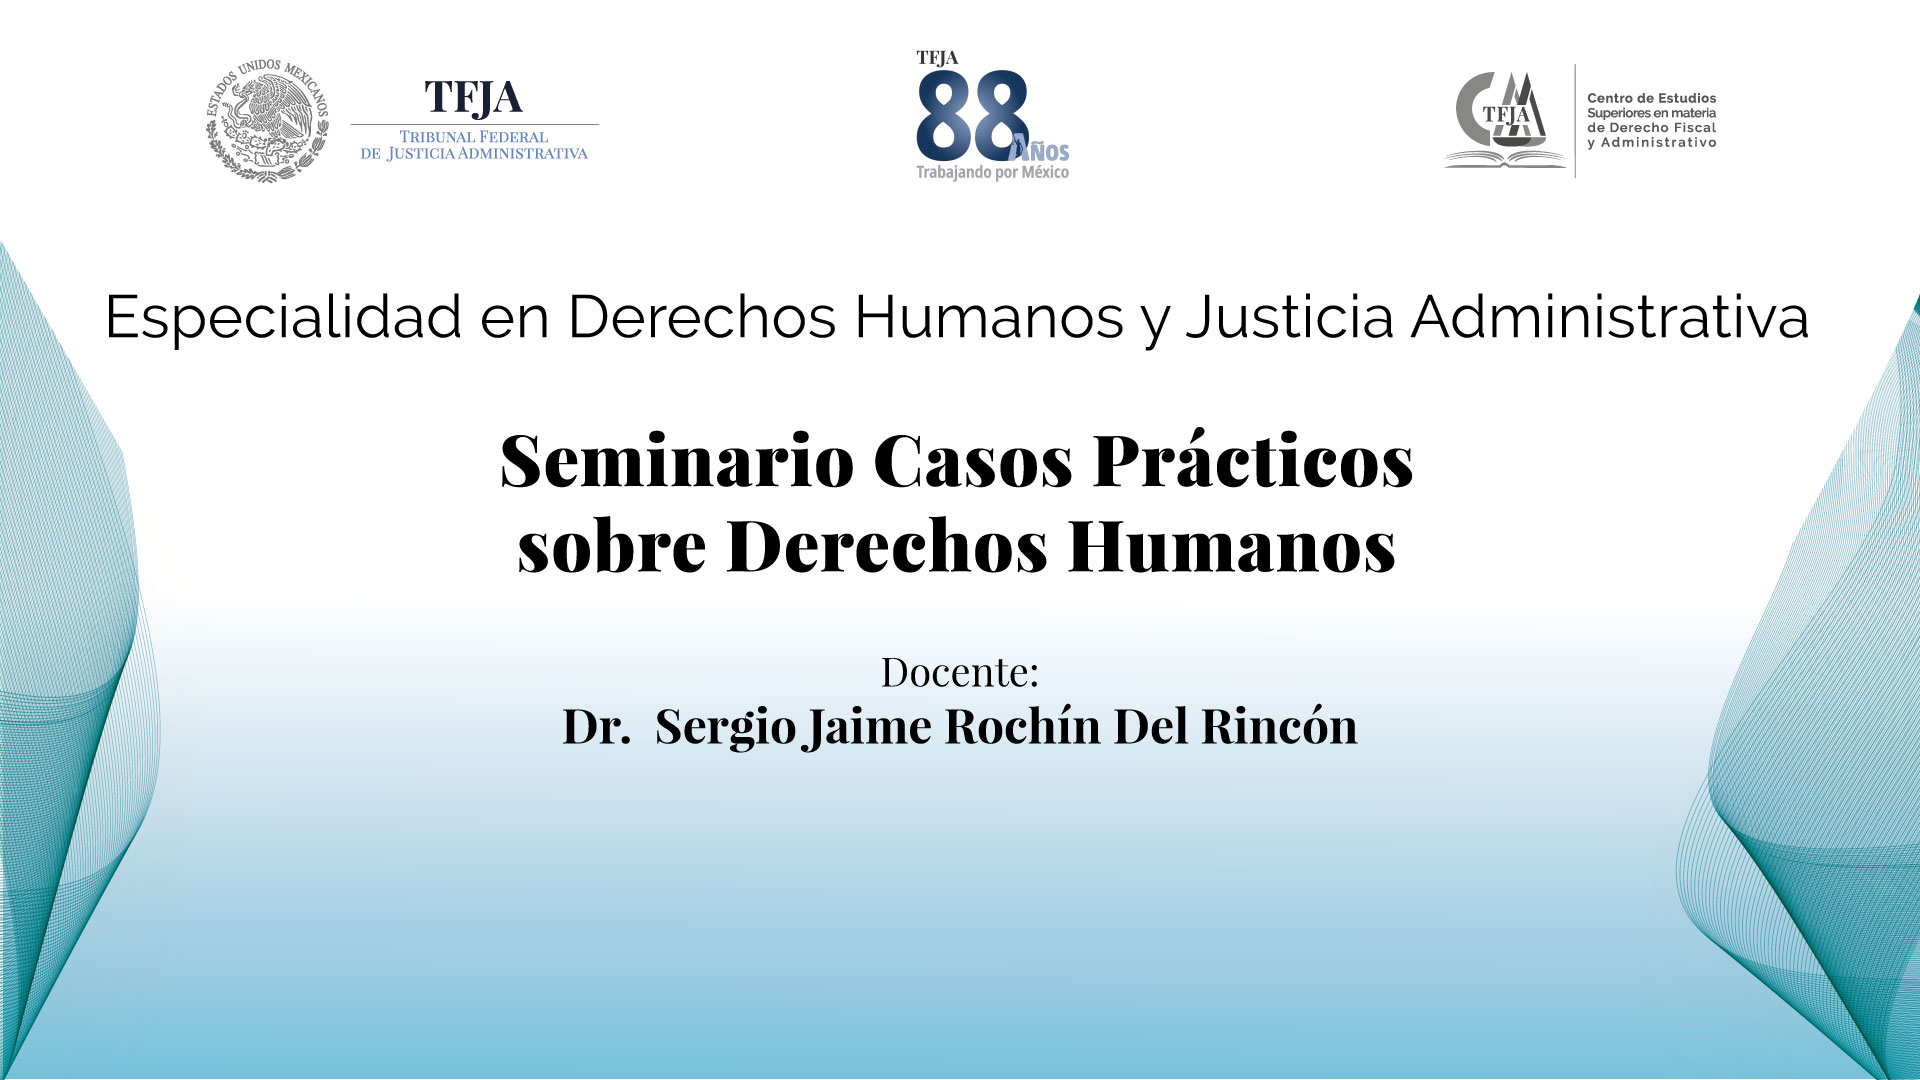 ESTADOS UNIDOS MEXICANOS
TFJA
TRIBUNAL FEDERAL
DE JUSTICIA ADMINISTRATIVA
TFJA
88
Años
Trabajando por México
TFJA
Centro de Estudios
Superiores en materia
de Derecho Fiscal
y Administrativo
Especialidad en Derechos Humanos y Justicia Administrativa
Seminario Casos Prácticos
sobre Derechos Humanos
Docente:
Dr. Sergio Jaime Rochín Del Rincón